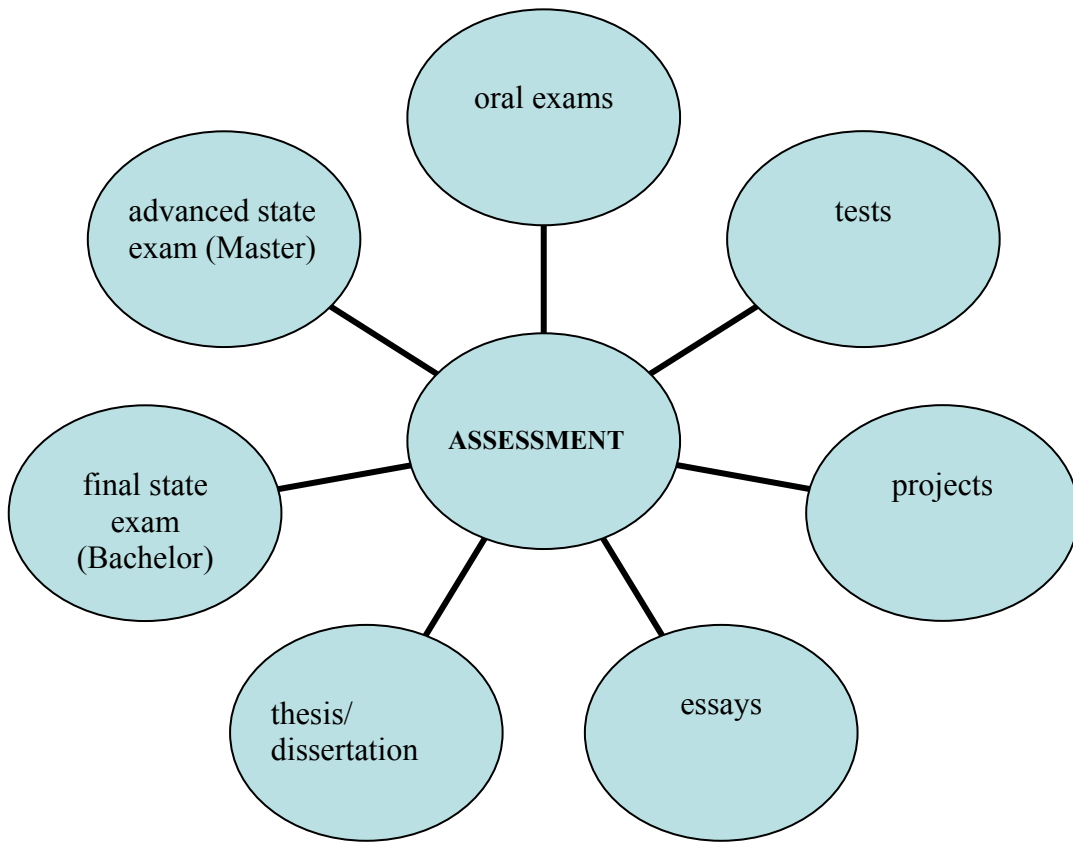 oral exams
advanced state
exam (Master)
tests
ASSESSMENT
final state
exam
(Bachelor)
projects
thesis/
dissertation
essays